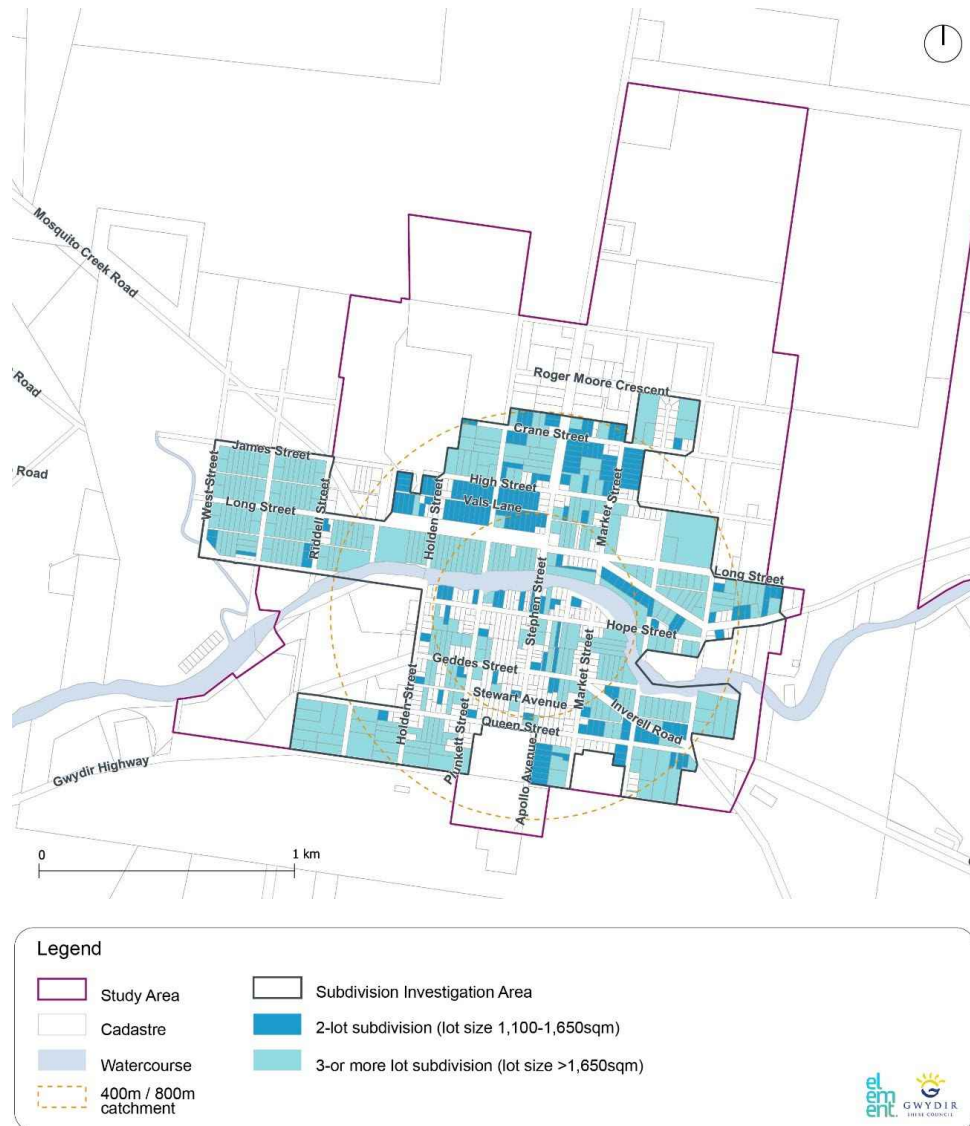 Mosquito Creek Road
Road
Road
Roger Moore Crescent
Crane Street
James Street
High Street
Vals Lane
West Street
Long Street
Riddell Street
Holden Street
Market Street
Long Street
Stephen Street
Hope Street
Geddes Street
Stewart Avenue
Market Street
Inverell Road
Queen Street
Holden Street
Plunkett Street
Apollo Avenue
Gwydir Highway
0
1 km
Legend
Study Area
Subdivision Investigation Area
Cadastre
2-lot subdivision (lot size 1,100-1,650sqm)
Watercourse
3-or more lot subdivision (lot size >1,650sqm)
400m / 800m
catchment
el
em
ent.
GWYDIR
SHIRE COUNCIL